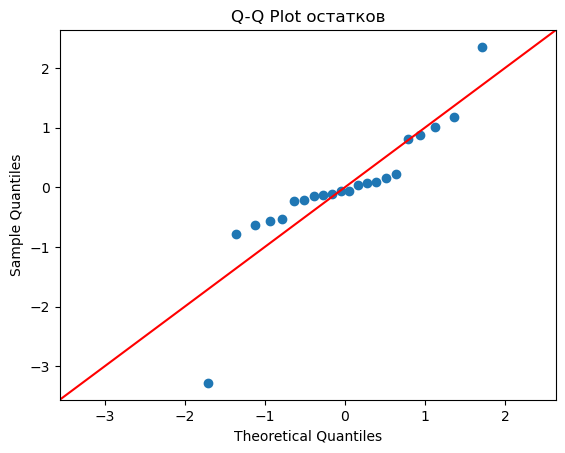 Q-Q Plot остатков
2
1
0
−1
−2
−3
Sample Quantiles
−3 −2 −1 0 1 2
Theoretical Quantiles